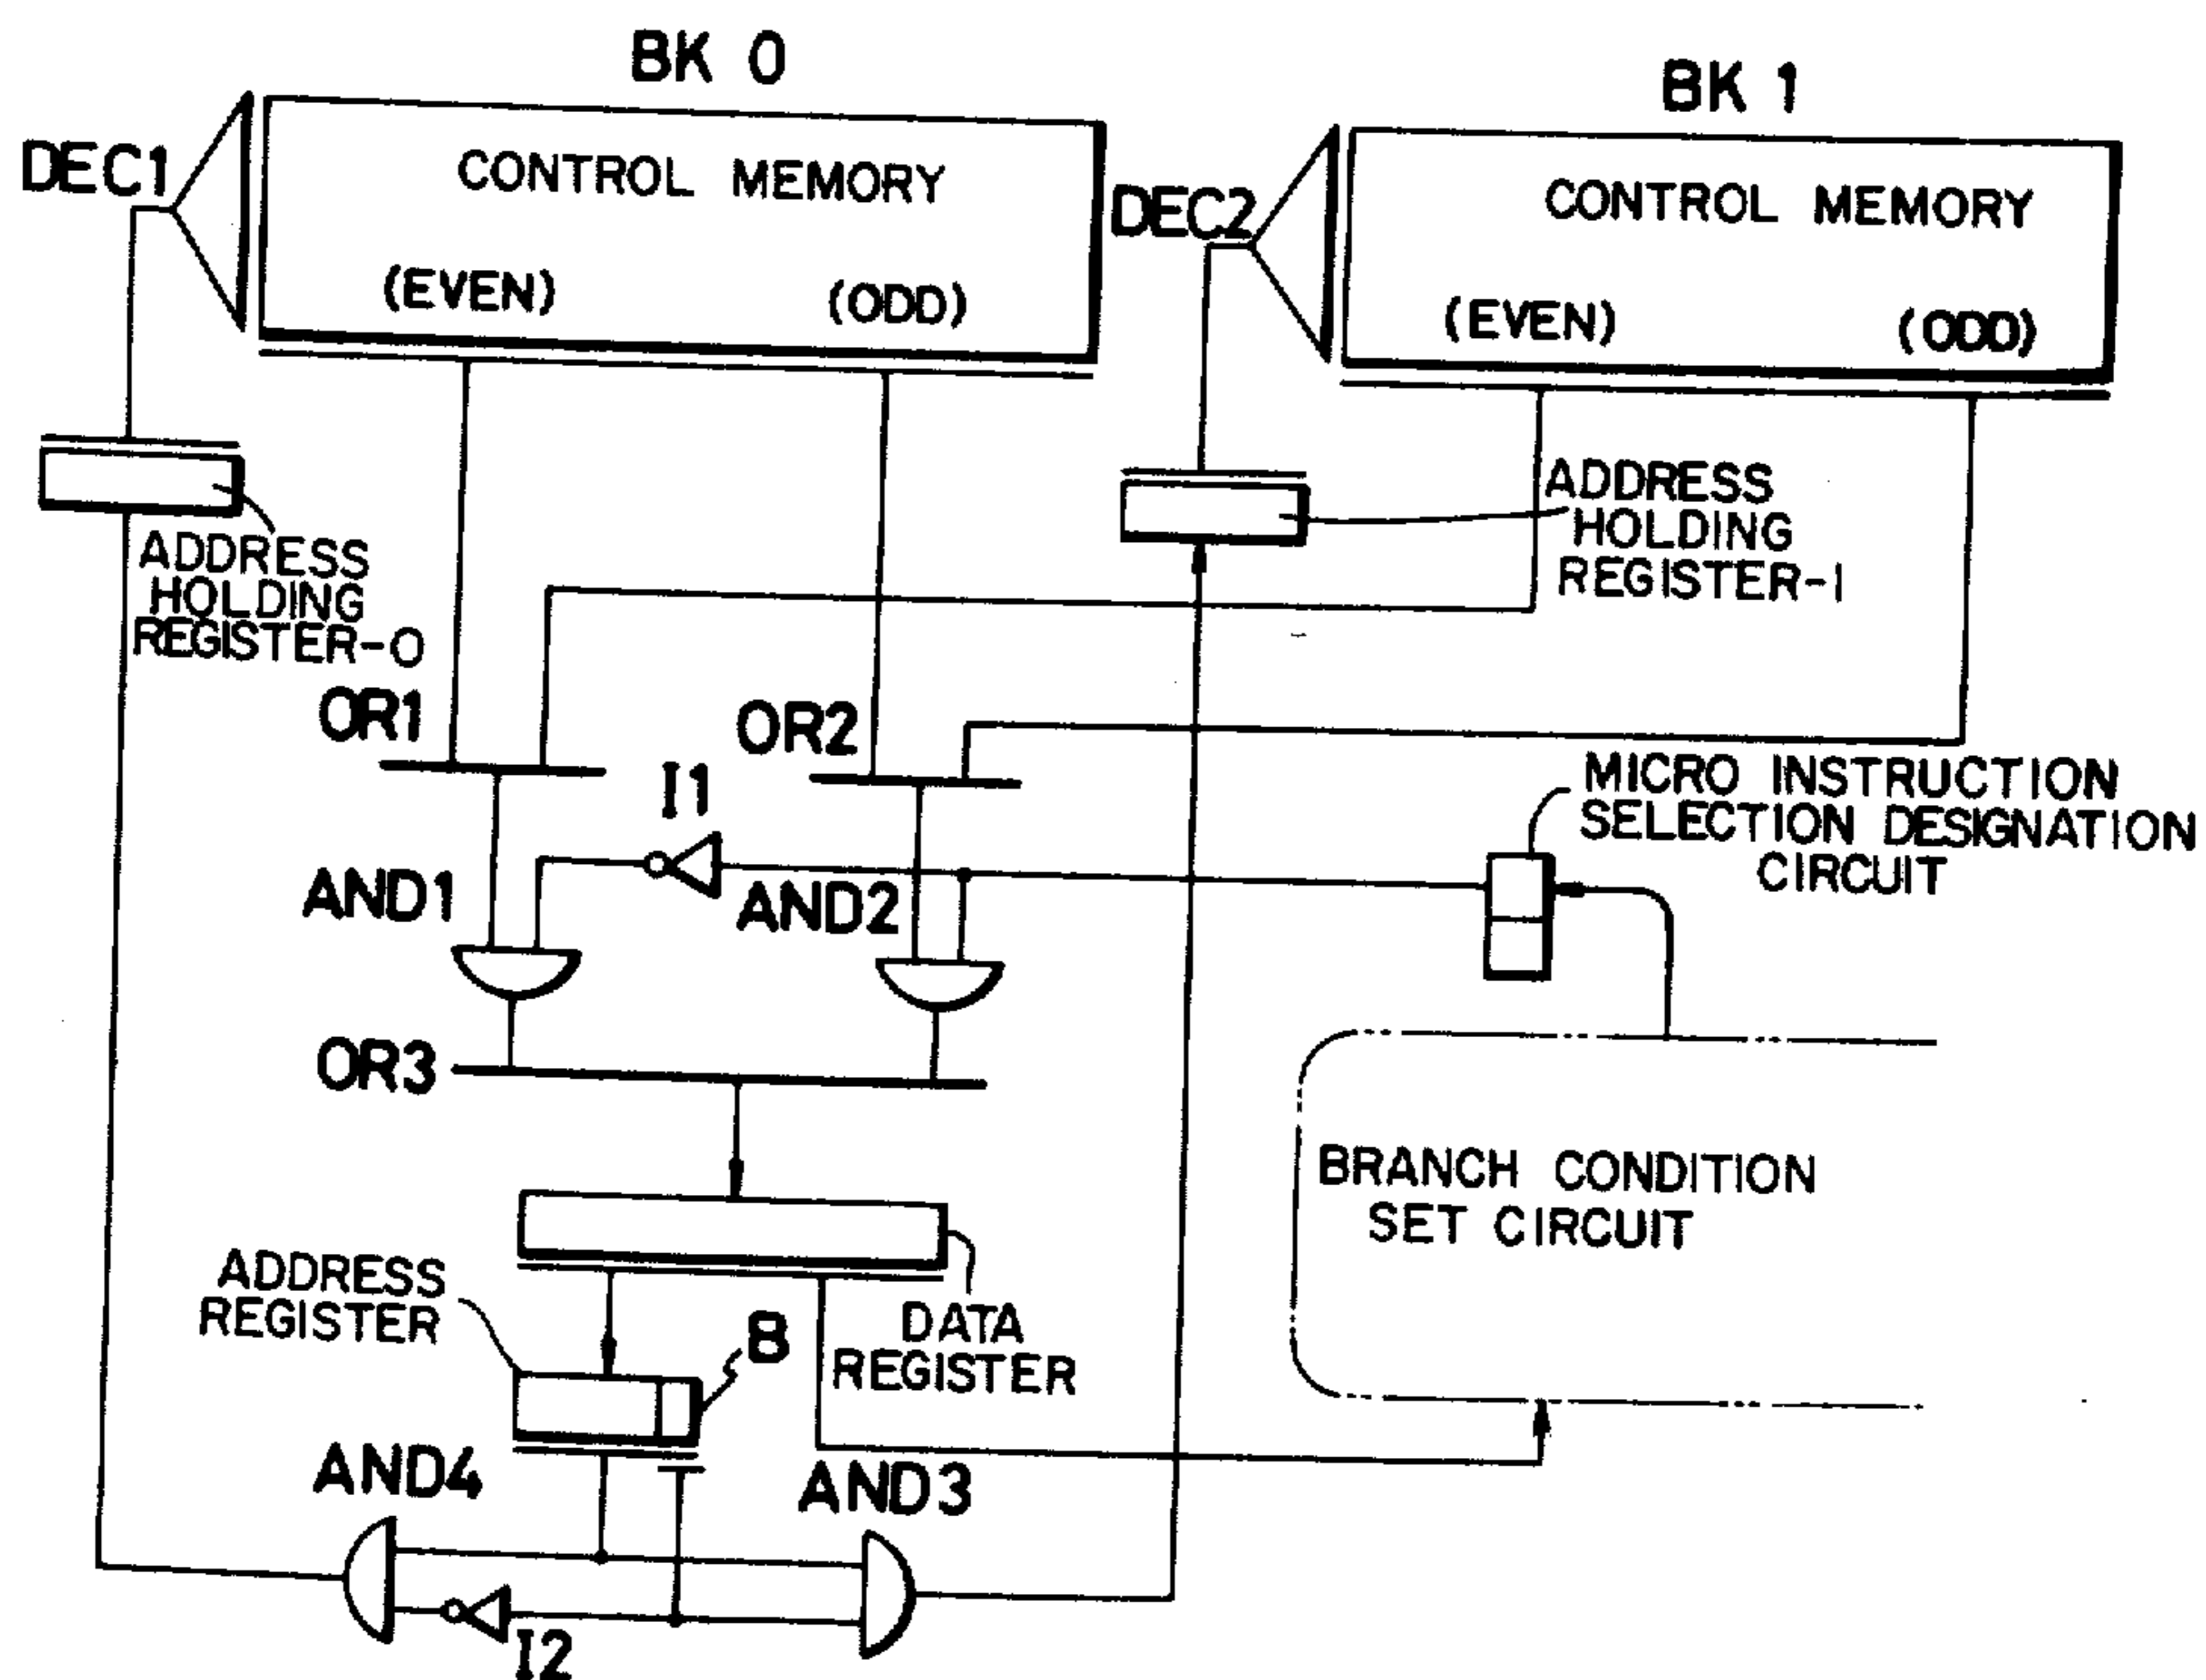 BK 0
BK 1
DEC1
CONTROL MEMORY
(EVEN)
(ODD)
DEC2
CONTROL MEMORY
(EVEN)
(ODD)
ADDRESS
HOLDING
REGISTER-0
ADDRESS
HOLDING
REGISTER-1
OR1
OR2
I1
MICRO INSTRUCTION
SELECTION DESIGNATION
CIRCUIT
AND1
AND2
OR3
BRANCH CONDITION
SET CIRCUIT
ADDRESS
REGISTER
8
DATA
REGISTER
AND4
AND3
I2